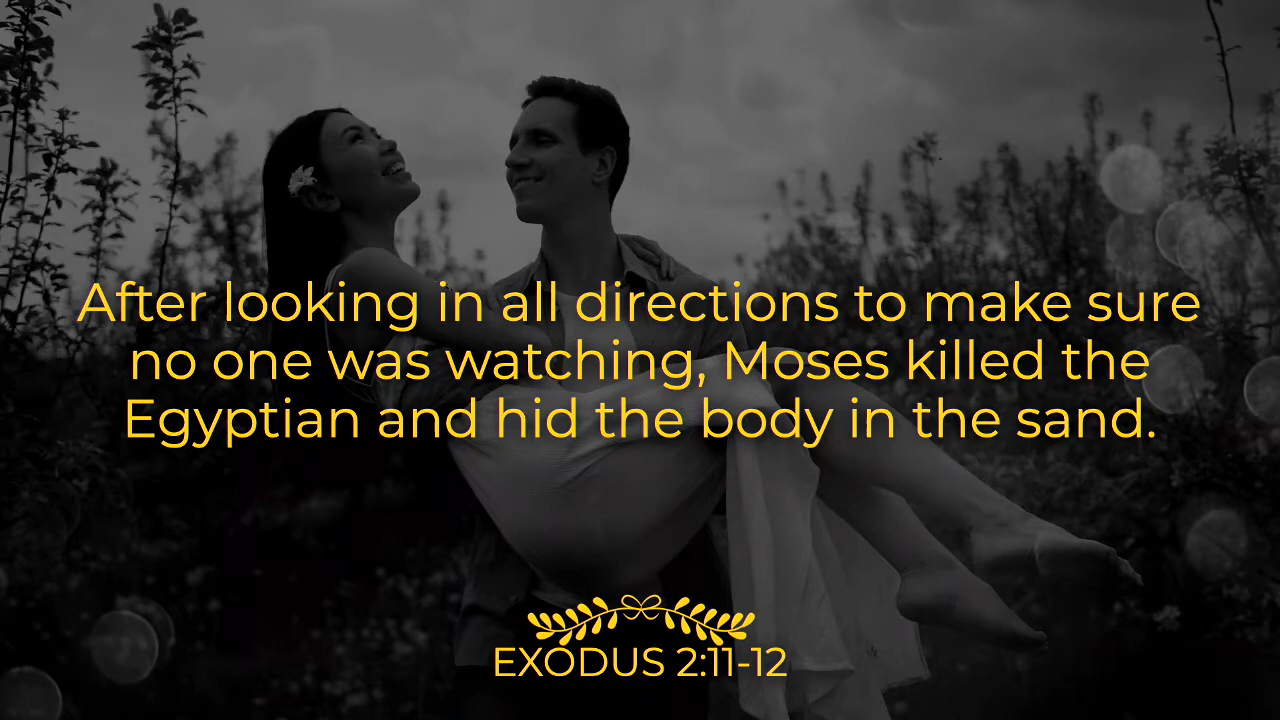 After looking in all directions to make sure
no one was watching, Moses killed the
Egyptian and hid the body in the sand.
EXODUS 2:11-12